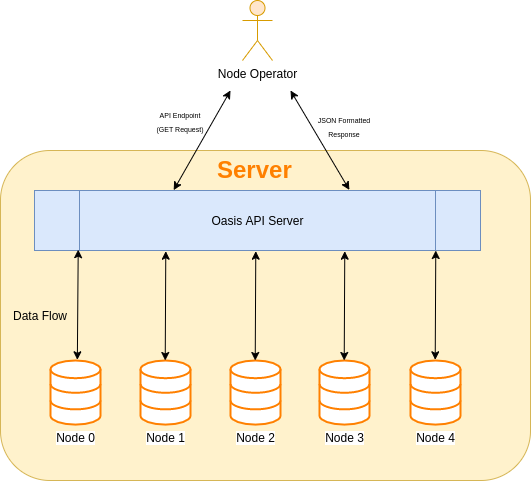 Node Operator
API Endpoint
(GET Request)
JSON Formatted
Response
Server
Oasis API Server
Data Flow
Node 0
Node 1
Node 2
Node 3
Node 4